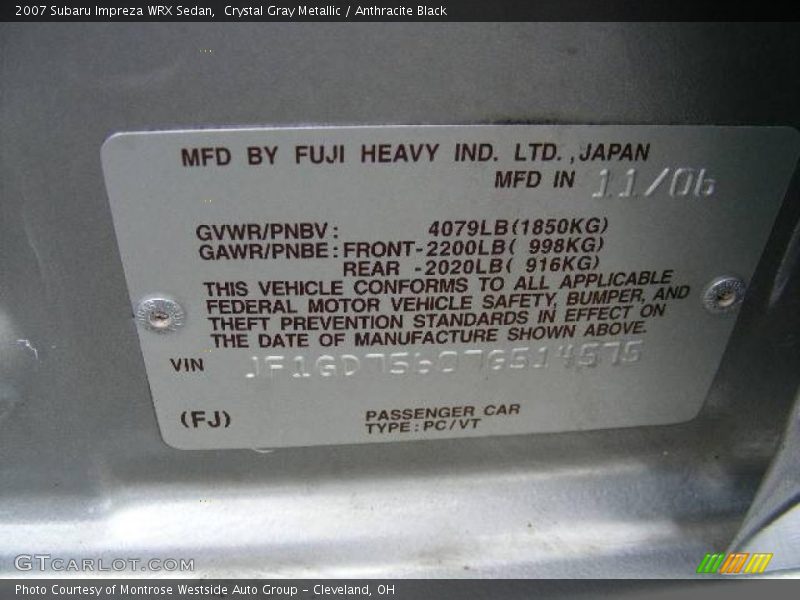 2007 Subaru Impreza WRX Sedan, Crystal Gray Metallic / Anthracite Black
MFD BY FUJI HEAVY IND. LTD. ,JAPAN
MFD IN 11/06
GVWR/PNBV: 4079LB(1850KG)
GAWR/PNBE:FRONT-2200LB( 998KG)
REAR -2020LB( 916KG)
THIS VEHICLE CONFORMS TO ALL APPLICABLE
FEDERAL MOTOR VEHICLE SAFETY, BUMPER, AND
THEFT PREVENTION STANDARDS IN EFFECT ON
THE DATE OF MANUFACTURE SHOWN ABOVE.
VIN JF1GD75607G514575
(FJ) PASSENGER CAR
TYPE:PC/VT
GTCARLOT.COM
Photo Courtesy of Montrose Westside Auto Group - Cleveland, OH